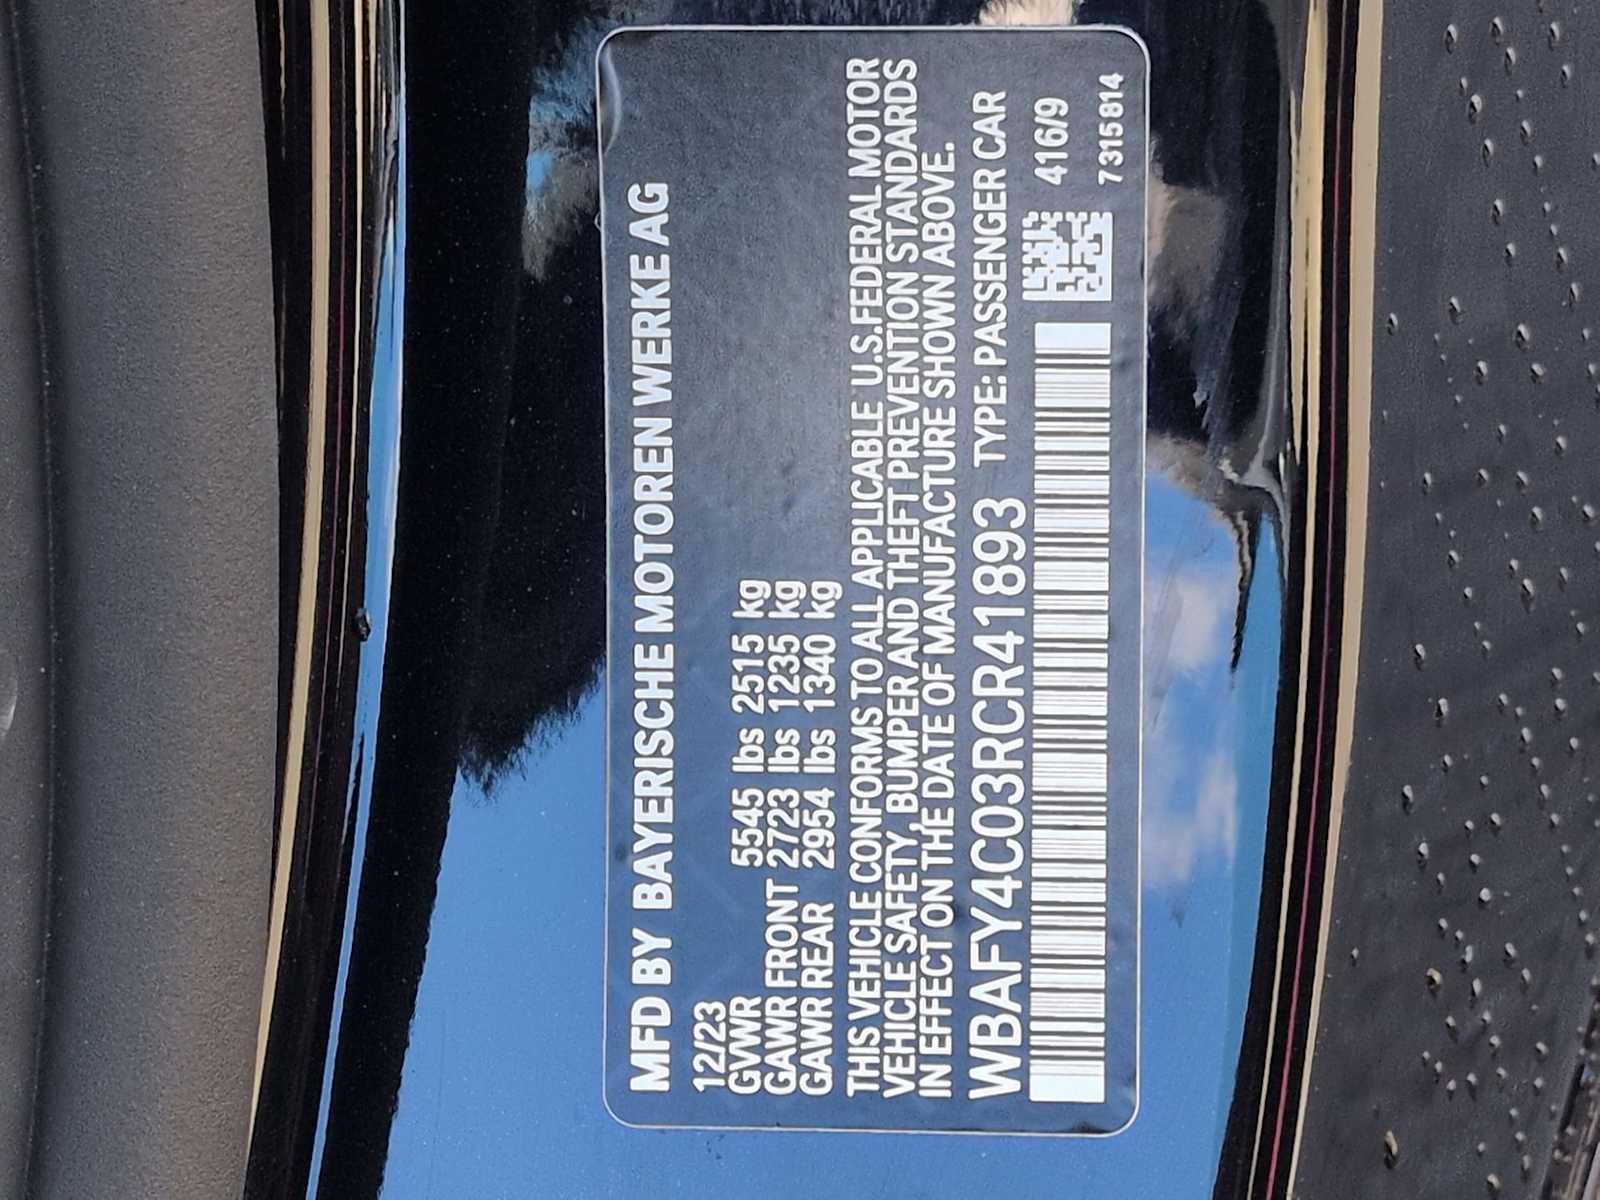 MFD BY BAYERISCHE MOTOREN WERKE AG
12/23
GVWR 5545 lbs 2515 kg
GAWR FRONT 2723 lbs 1235 kg
GAWR REAR 2954 lbs 1340 kg
THIS VEHICLE CONFORMS TO ALL APPLICABLE U.S.FEDERAL MOTOR
VEHICLE SAFETY, BUMPER AND THEFT PREVENTION STANDARDS
IN EFFECT ON THE DATE OF MANUFACTURE SHOWN ABOVE.
WBAFY4C03RCR41893 TYPE: PASSENGER CAR
416/9
7315814